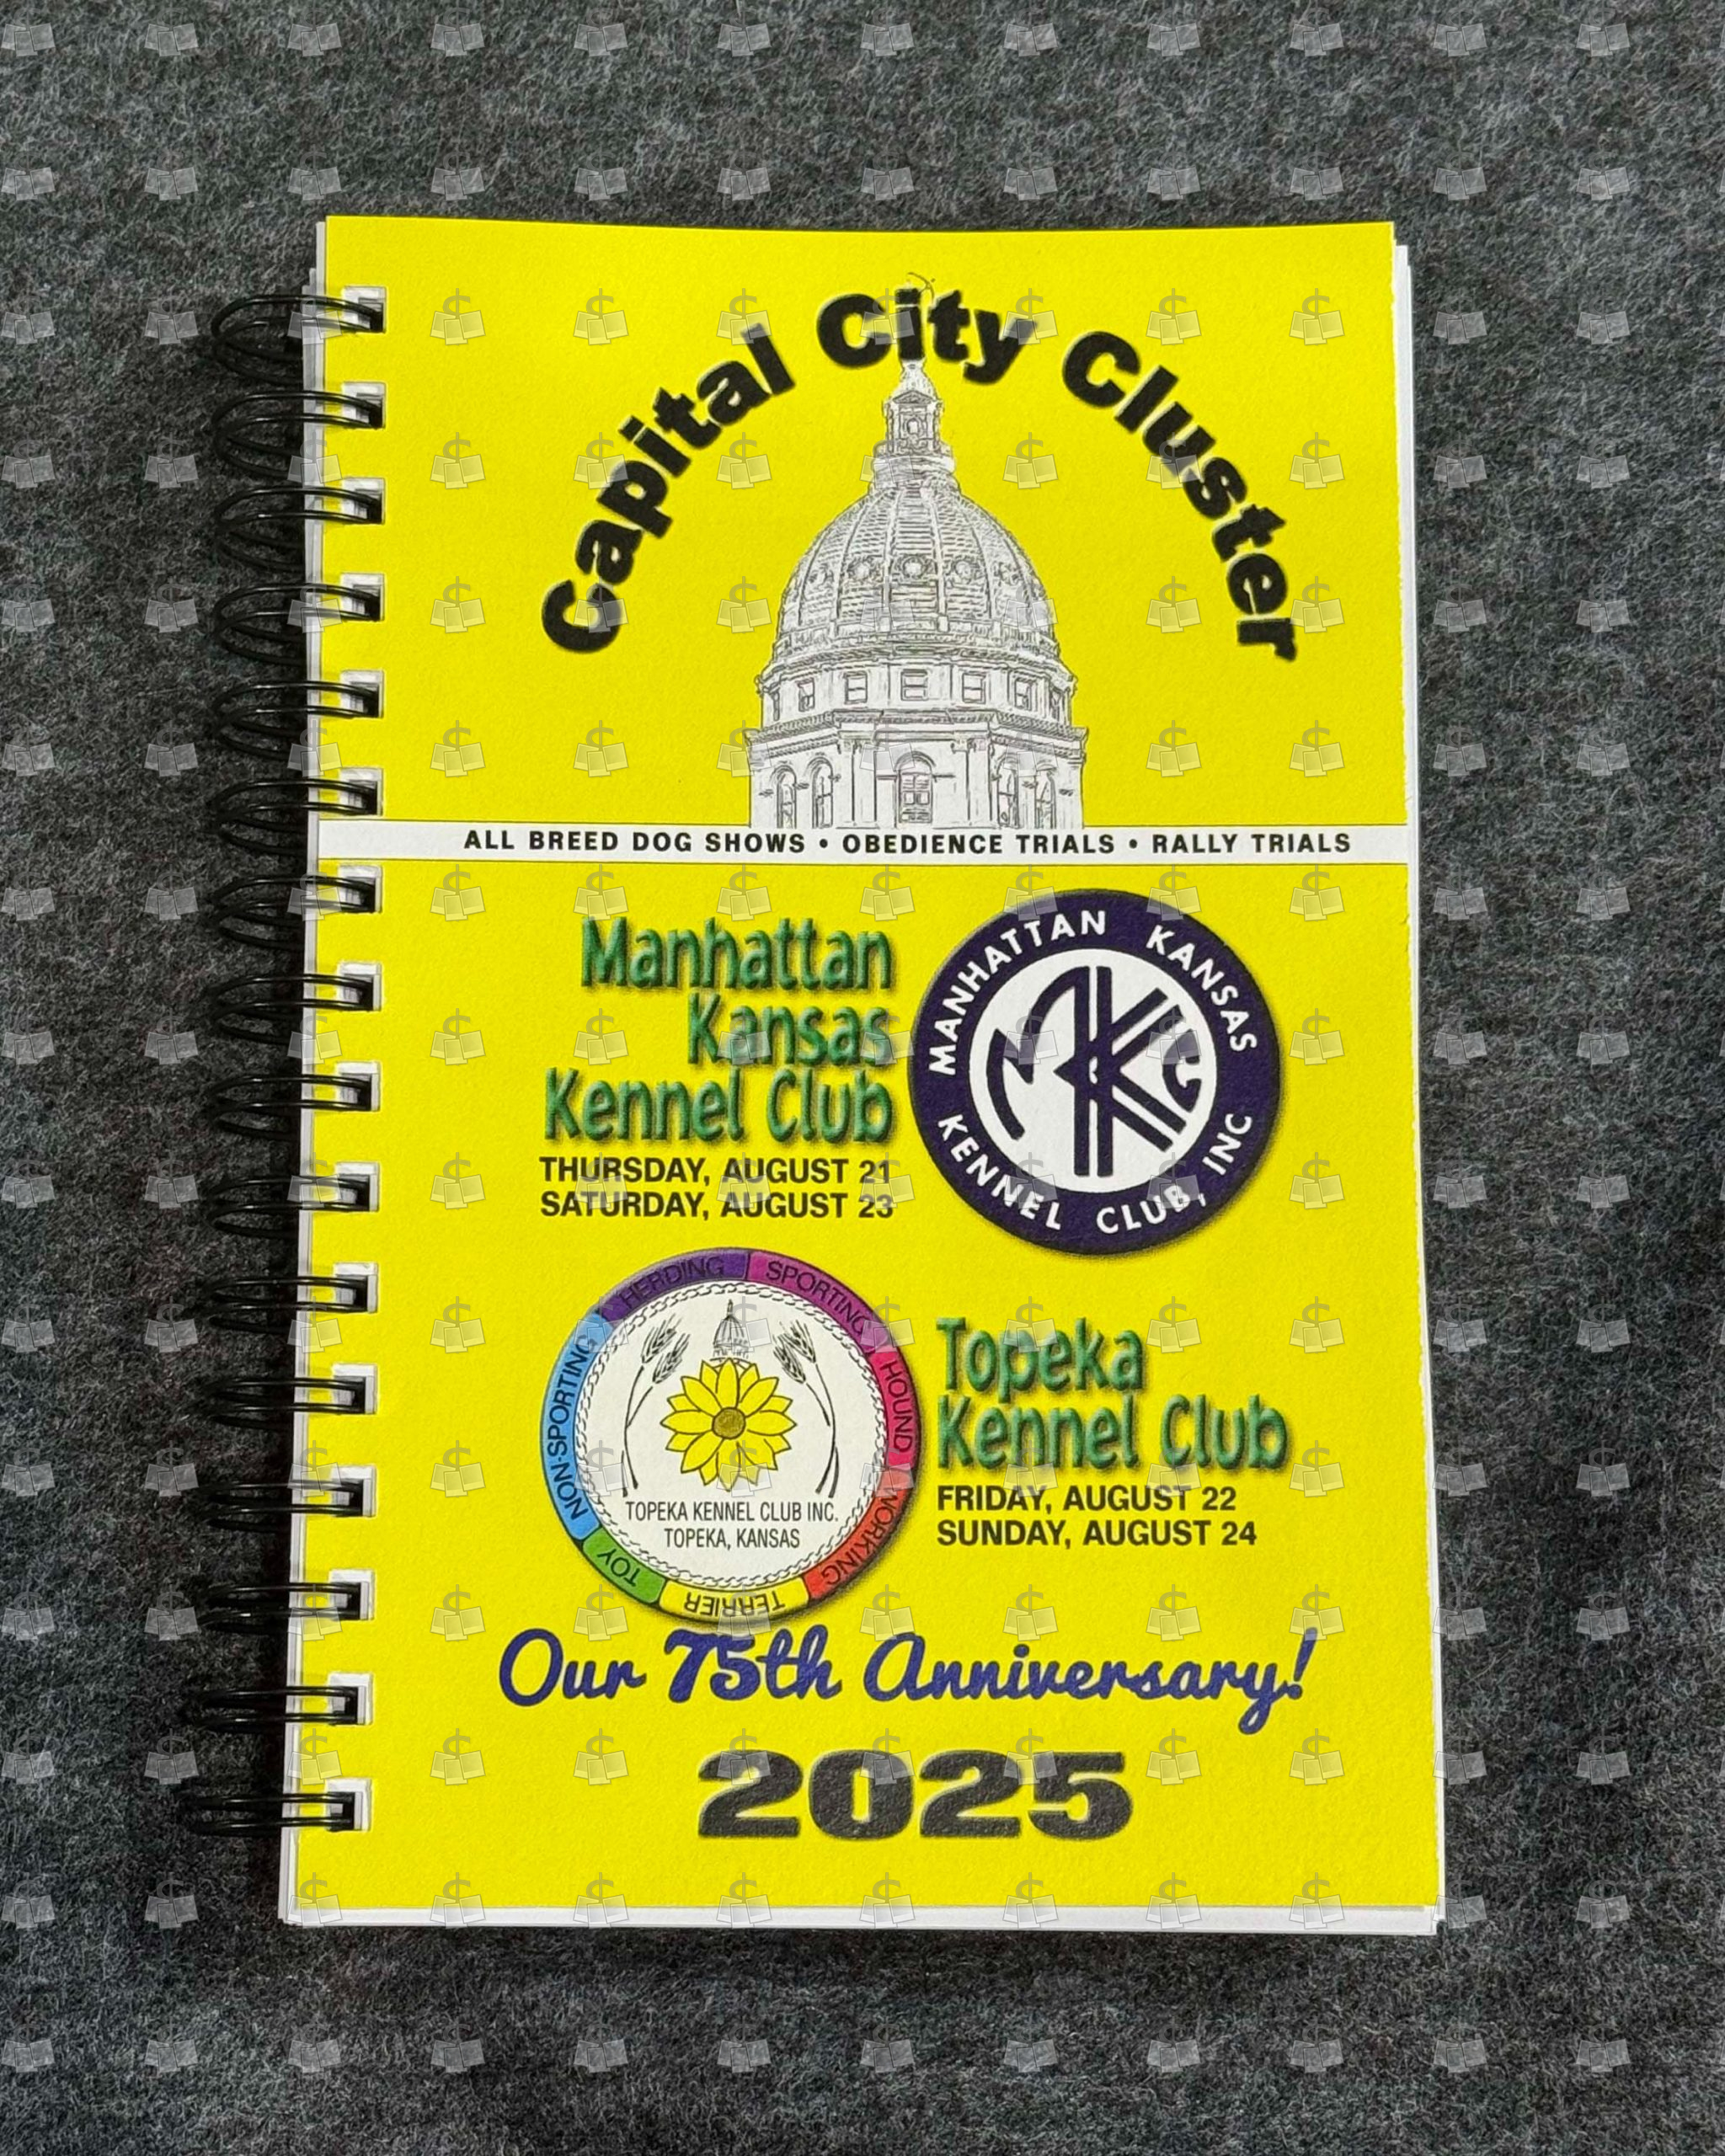 Capital City Cluster
ALL BREED DOG SHOWS • OBEDIENCE TRIALS • RALLY TRIALS
Manhattan
Kansas
Kennel Club
THURSDAY, AUGUST 21
SATURDAY, AUGUST 23
MANHATTAN KANSAS
MKC
KENNEL CLUB, INC
HERDING
SPORTING
HOUND
WORKING
TERRIER
TOY
NON-SPORTING
TOPEKA KENNEL CLUB INC.
TOPEKA, KANSAS
Topeka
Kennel Club
FRIDAY, AUGUST 22
SUNDAY, AUGUST 24
Our 75th Anniversary!
2025